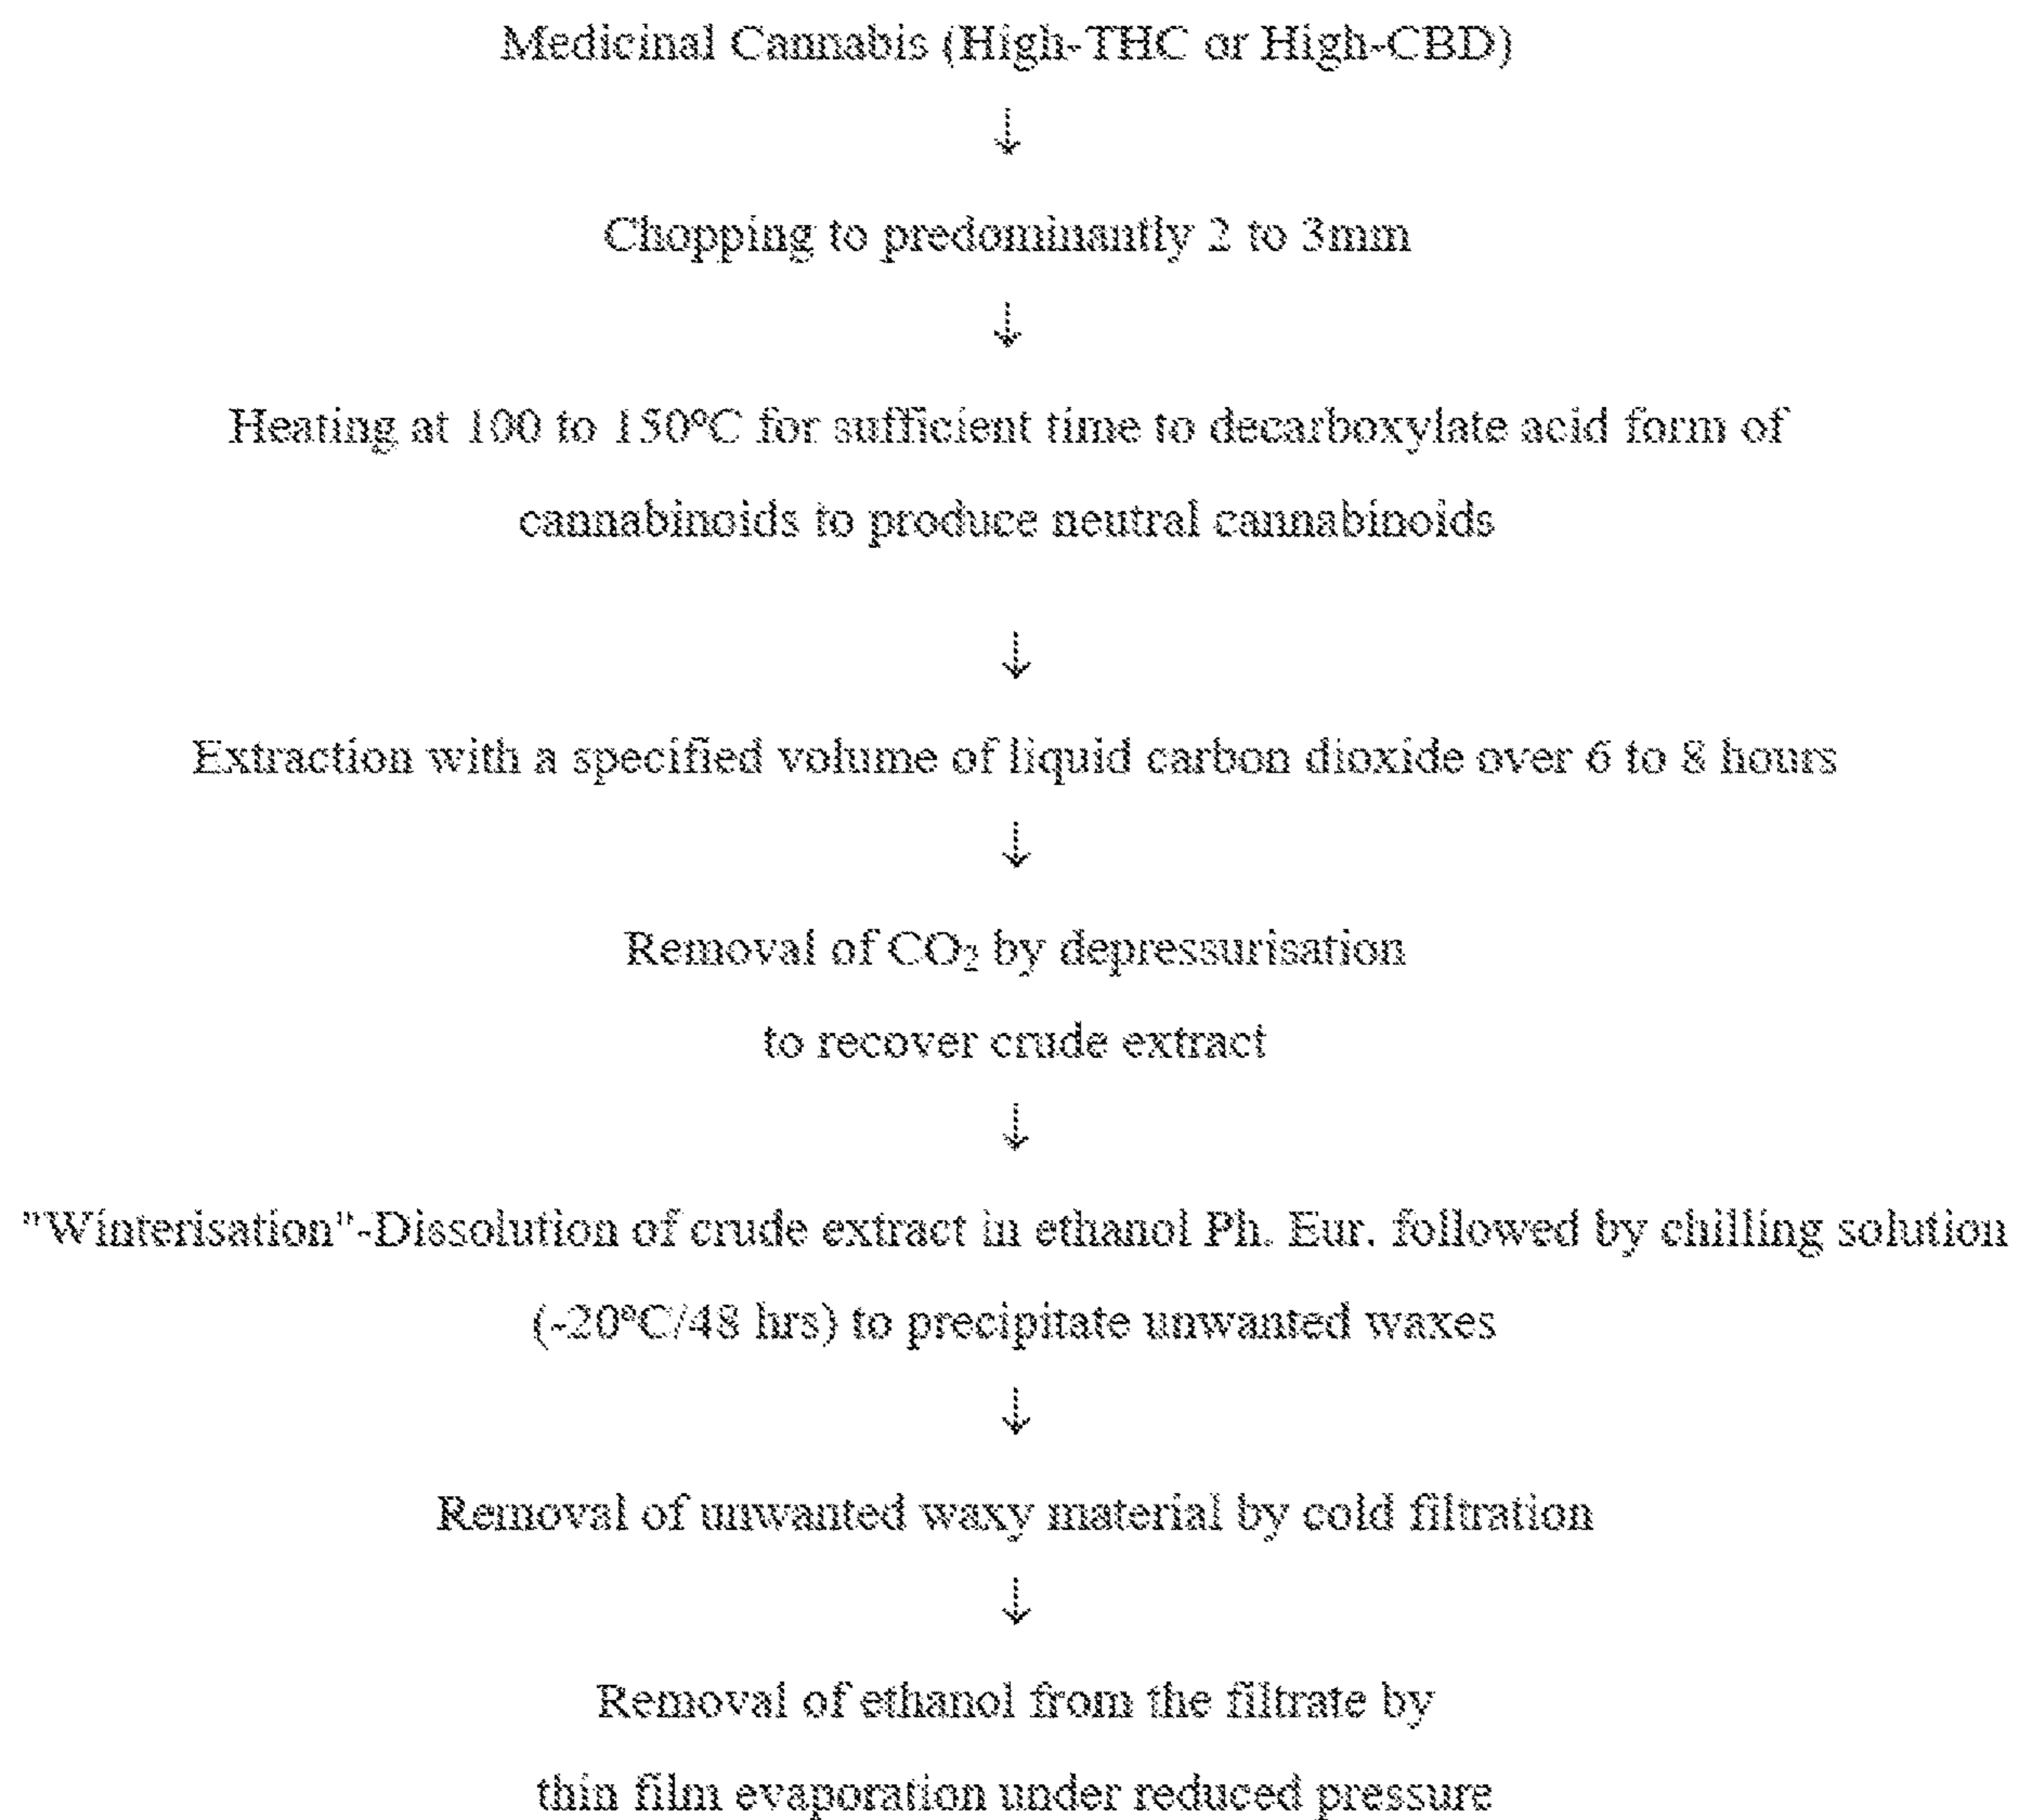 Medicinal Cannabis (High-THC or High-CBD)
↓
Chopping to predominantly 2 to 3mm
↓
Heating at 100 to 150°C for sufficient time to decarboxylate acid form of
cannabinoids to produce neutral cannabinoids
↓
Extraction with a specified volume of liquid carbon dioxide over 6 to 8 hours
↓
Removal of CO₂ by depressurisation
to recover crude extract
↓
"Winterisation"-Dissolution of crude extract in ethanol Ph. Eur. followed by chilling solution
(-20°C/48 hrs) to precipitate unwanted waxes
↓
Removal of unwanted waxy material by cold filtration
↓
Removal of ethanol from the filtrate by
thin film evaporation under reduced pressure